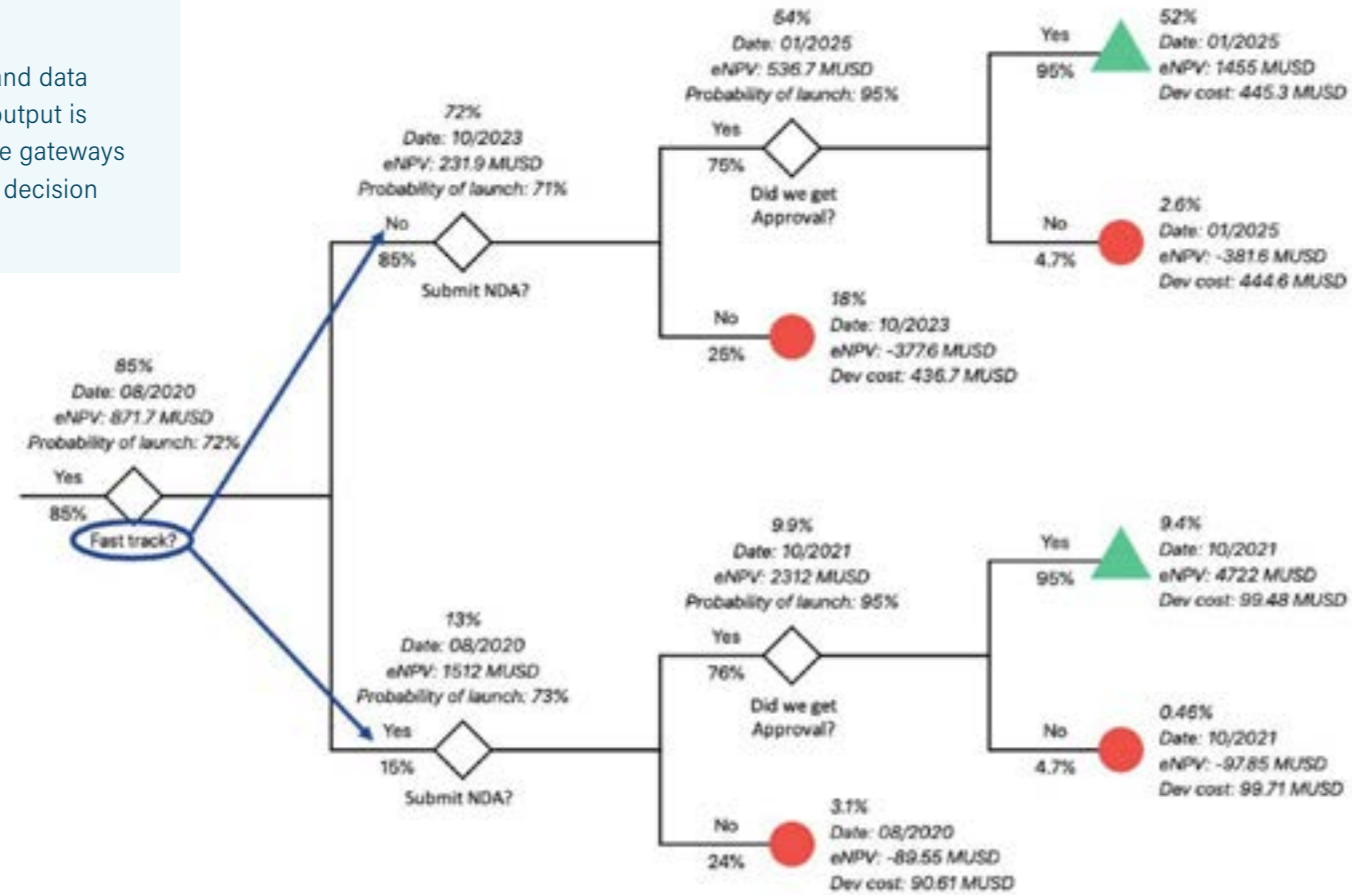 and data
output is
e gateways
decision
54%
Date: 01/2025
eNPV: 536.7 MUSD
Probability of launch: 95%
Yes
75%
Did we get
Approval?
Yes
95%
52%
Date: 01/2025
eNPV: 1455 MUSD
Dev cost: 445.3 MUSD
72%
Date: 10/2023
eNPV: 231.9 MUSD
Probability of launch: 71%
No
85%
Submit NDA?
No
4.7%
2.6%
Date: 01/2025
eNPV: -381.6 MUSD
Dev cost: 444.6 MUSD
No
25%
18%
Date: 10/2023
eNPV: -377.6 MUSD
Dev cost: 436.7 MUSD
85%
Date: 08/2020
eNPV: 871.7 MUSD
Probability of launch: 72%
Yes
85%
Fast track?
9.9%
Date: 10/2021
eNPV: 2312 MUSD
Probability of launch: 95%
Yes
76%
Did we get
Approval?
Yes
95%
9.4%
Date: 10/2021
eNPV: 4722 MUSD
Dev cost: 99.48 MUSD
13%
Date: 08/2020
eNPV: 1512 MUSD
Probability of launch: 73%
Yes
15%
Submit NDA?
No
4.7%
0.46%
Date: 10/2021
eNPV: -97.85 MUSD
Dev cost: 99.71 MUSD
No
24%
3.1%
Date: 08/2020
eNPV: -89.55 MUSD
Dev cost: 90.61 MUSD